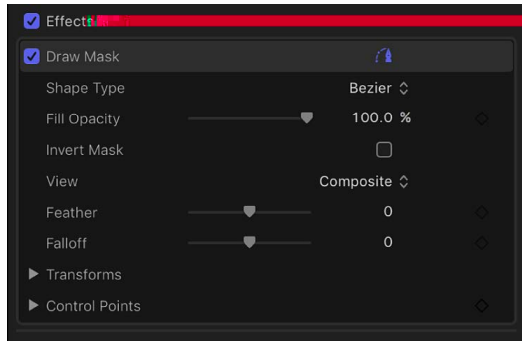 Effects
Draw Mask
Shape Type Bezier
Fill Opacity 100.0 %
Invert Mask
View Composite
Feather 0
Falloff 0
Transforms
Control Points